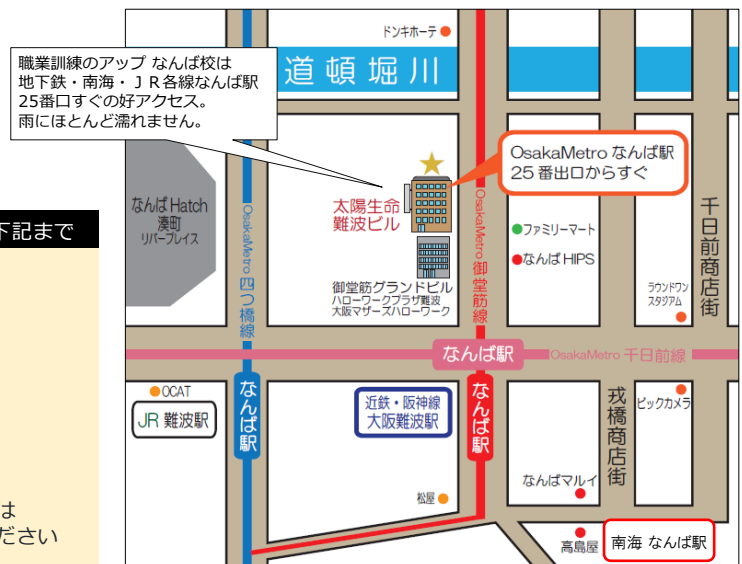 職業訓練のアップ なんば校は
地下鉄・南海・ＪＲ各線なんば駅
25番口すぐの好アクセス。
雨にほとんど濡れません。
ドンキホーテ
道頓堀川
OsakaMetro なんば駅
25 番出口からすぐ
なんば Hatch
湊町
リバープレイス
太陽生命
難波ビル
御堂筋グランドビル
ハローワークプラザ難波
大阪マザーズハローワーク
OsakaMetro 四つ橋線
OsakaMetro 御堂筋線
ファミリーマート
なんば HIPS
ラウンドワン
スタジアム
千日前商店街
下記まで
なんば駅
OsakaMetro 千日前線
OCAT
JR 難波駅
なんば駅
近鉄・阪神線
大阪難波駅
なんば駅
戎橋商店街
ビックカメラ
なんばマルイ
松屋
高島屋
南海 なんば駅
は
ださい